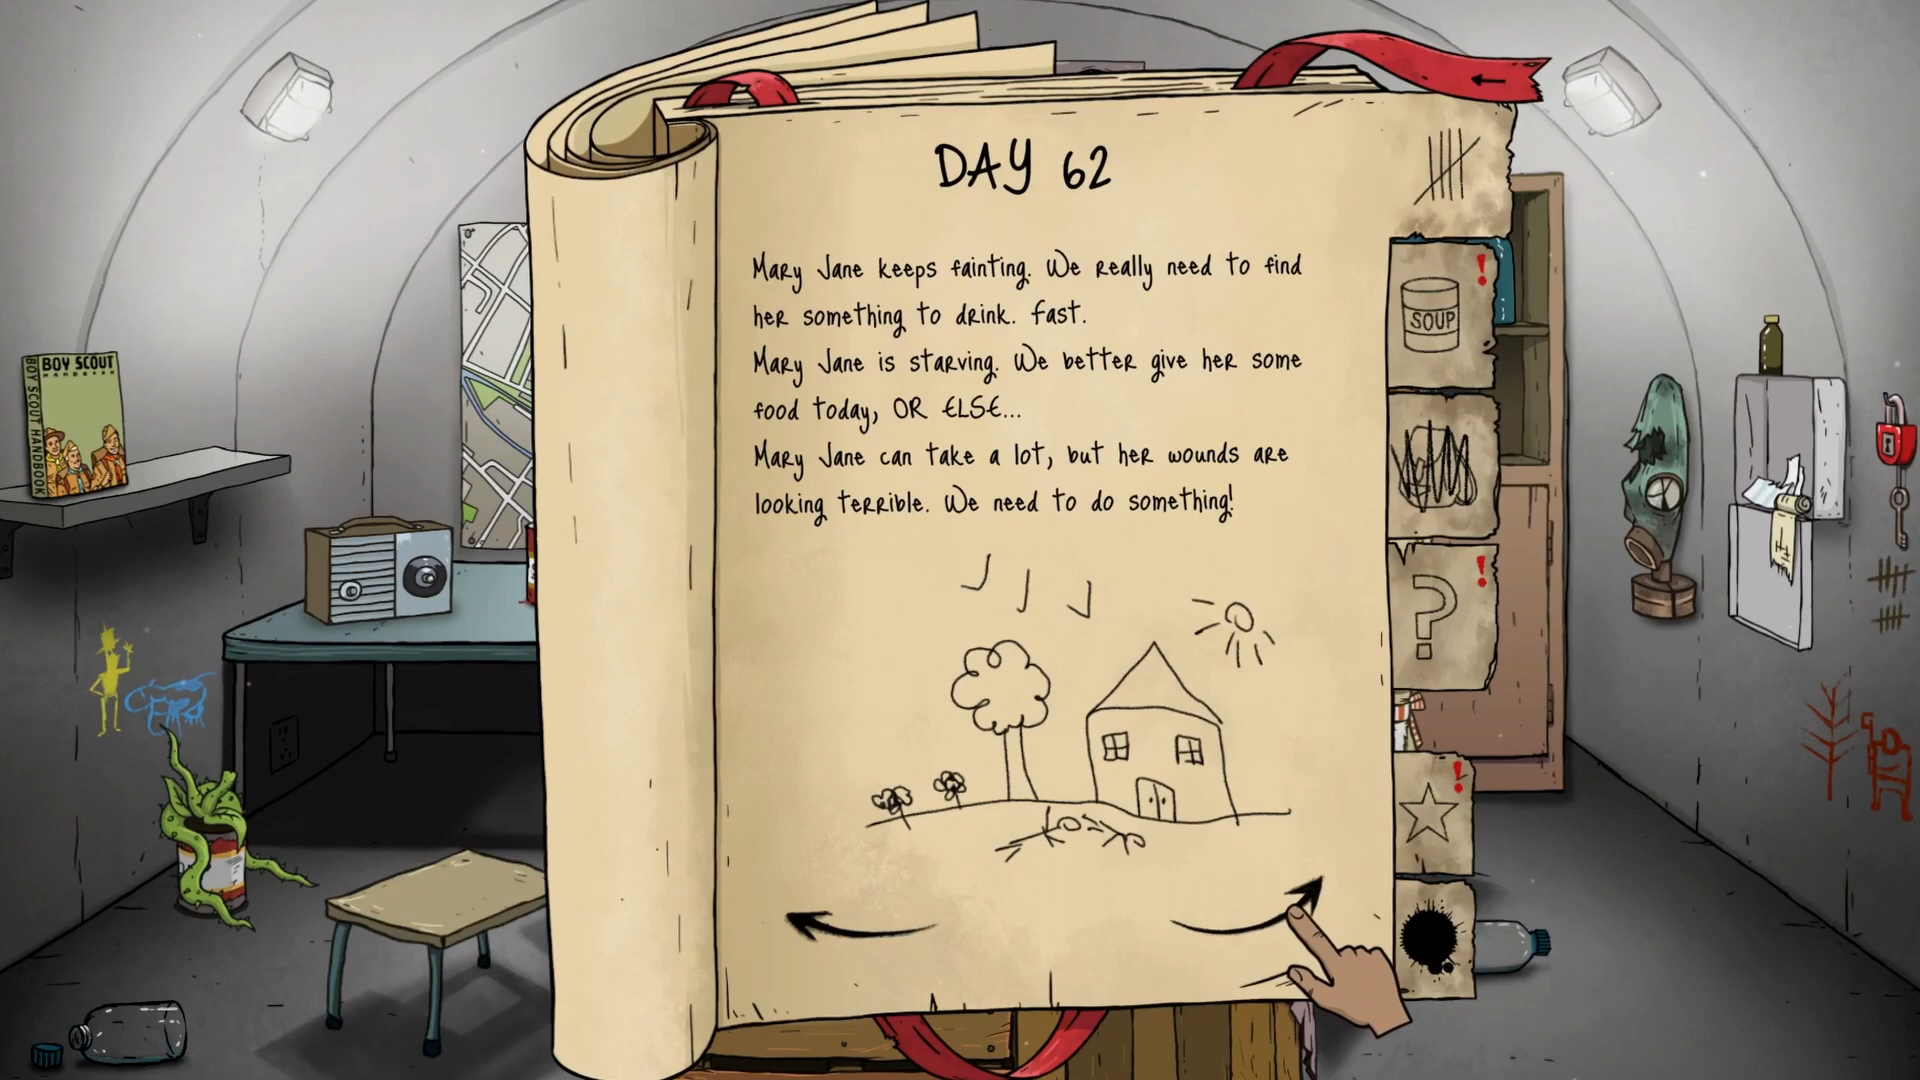 DAY 62
Mary Jane keeps fainting. We really need to find
her something to drink. Fast.
Mary Jane is starving. We better give her some
food today, OR ELSE...
Mary Jane can take a lot, but her wounds are
looking terrible. We need to do something!
SOUP
!
?
!
!
BOY SCOUT
HANDBOOK
BOY SCOUT HANDBOOK